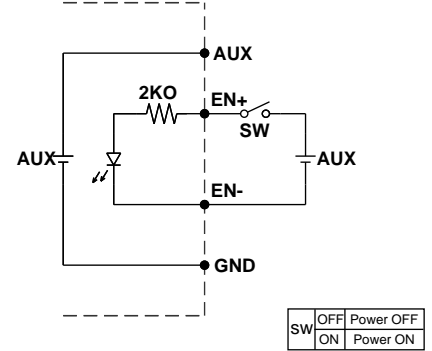 AUX
2KO
EN+
SW
AUX
AUX
EN-
GND
SW OFF Power OFF
ON Power ON